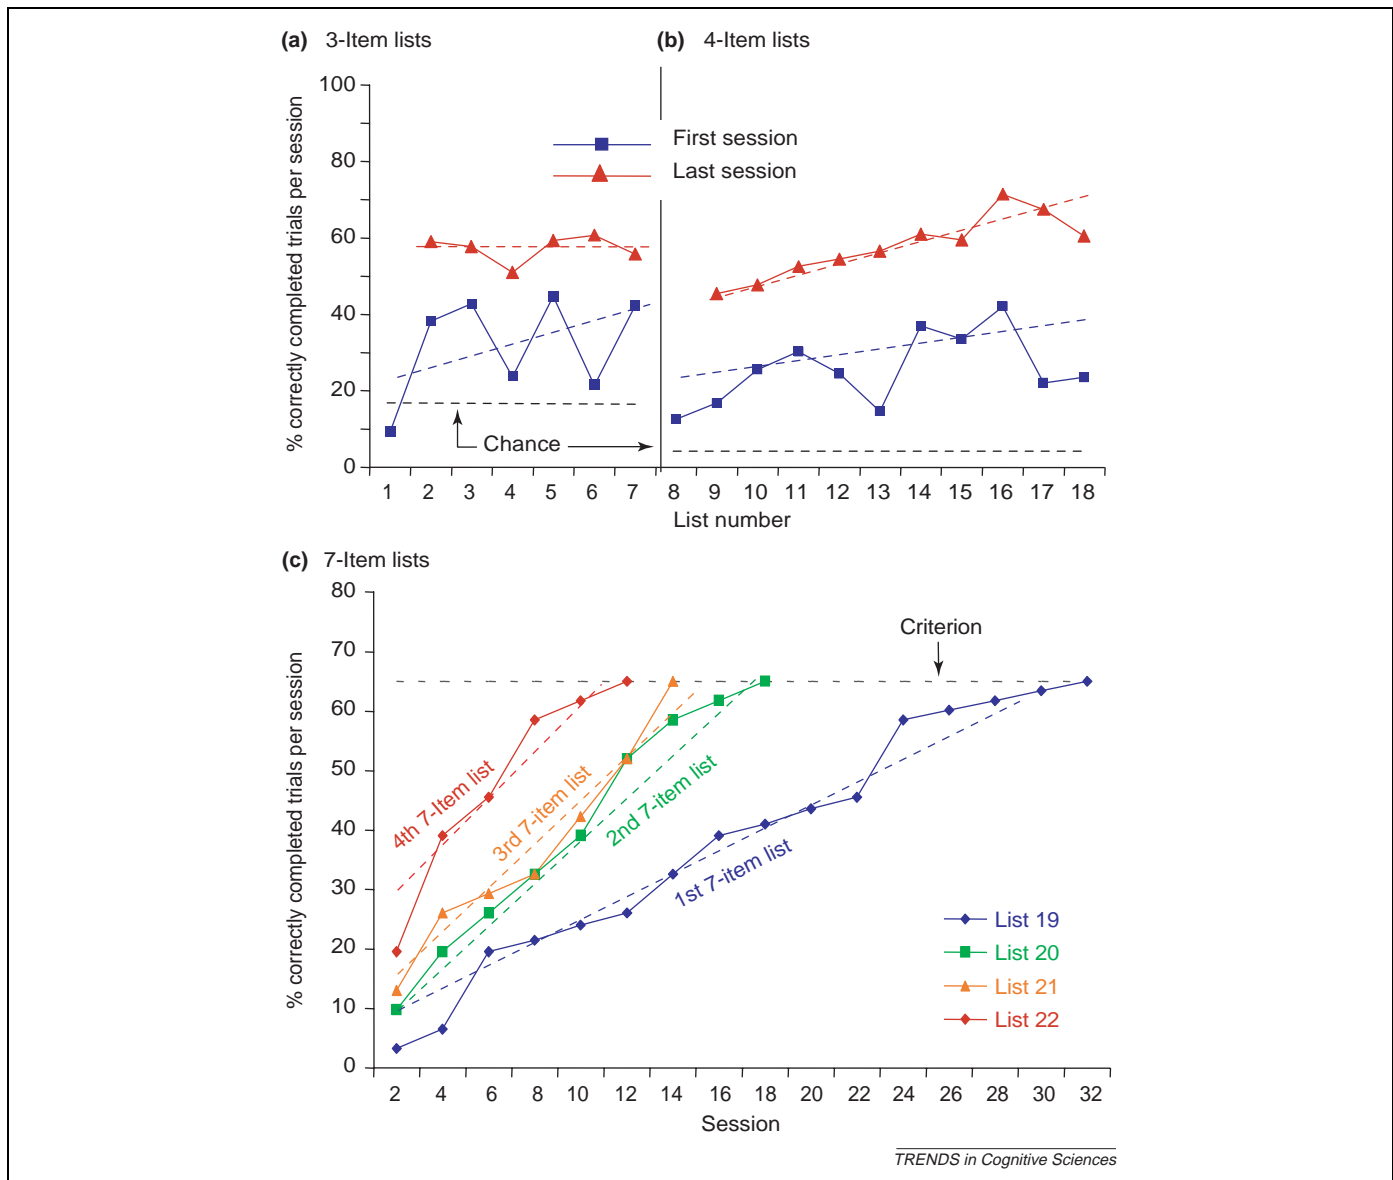 (a) 3-Item lists
(b) 4-Item lists
% correctly completed trials per session
100
80
60
40
20
0
First session
Last session
Chance
1 2 3 4 5 6 7 8 9 10 11 12 13 14 15 16 17 18
List number
(c) 7-Item lists
% correctly completed trials per session
80
70
60
50
40
30
20
10
0
Criterion
4th 7-Item list
3rd 7-item list
2nd 7-item list
1st 7-item list
List 19
List 20
List 21
List 22
2 4 6 8 10 12 14 16 18 20 22 24 26 28 30 32
Session
TRENDS in Cognitive Sciences